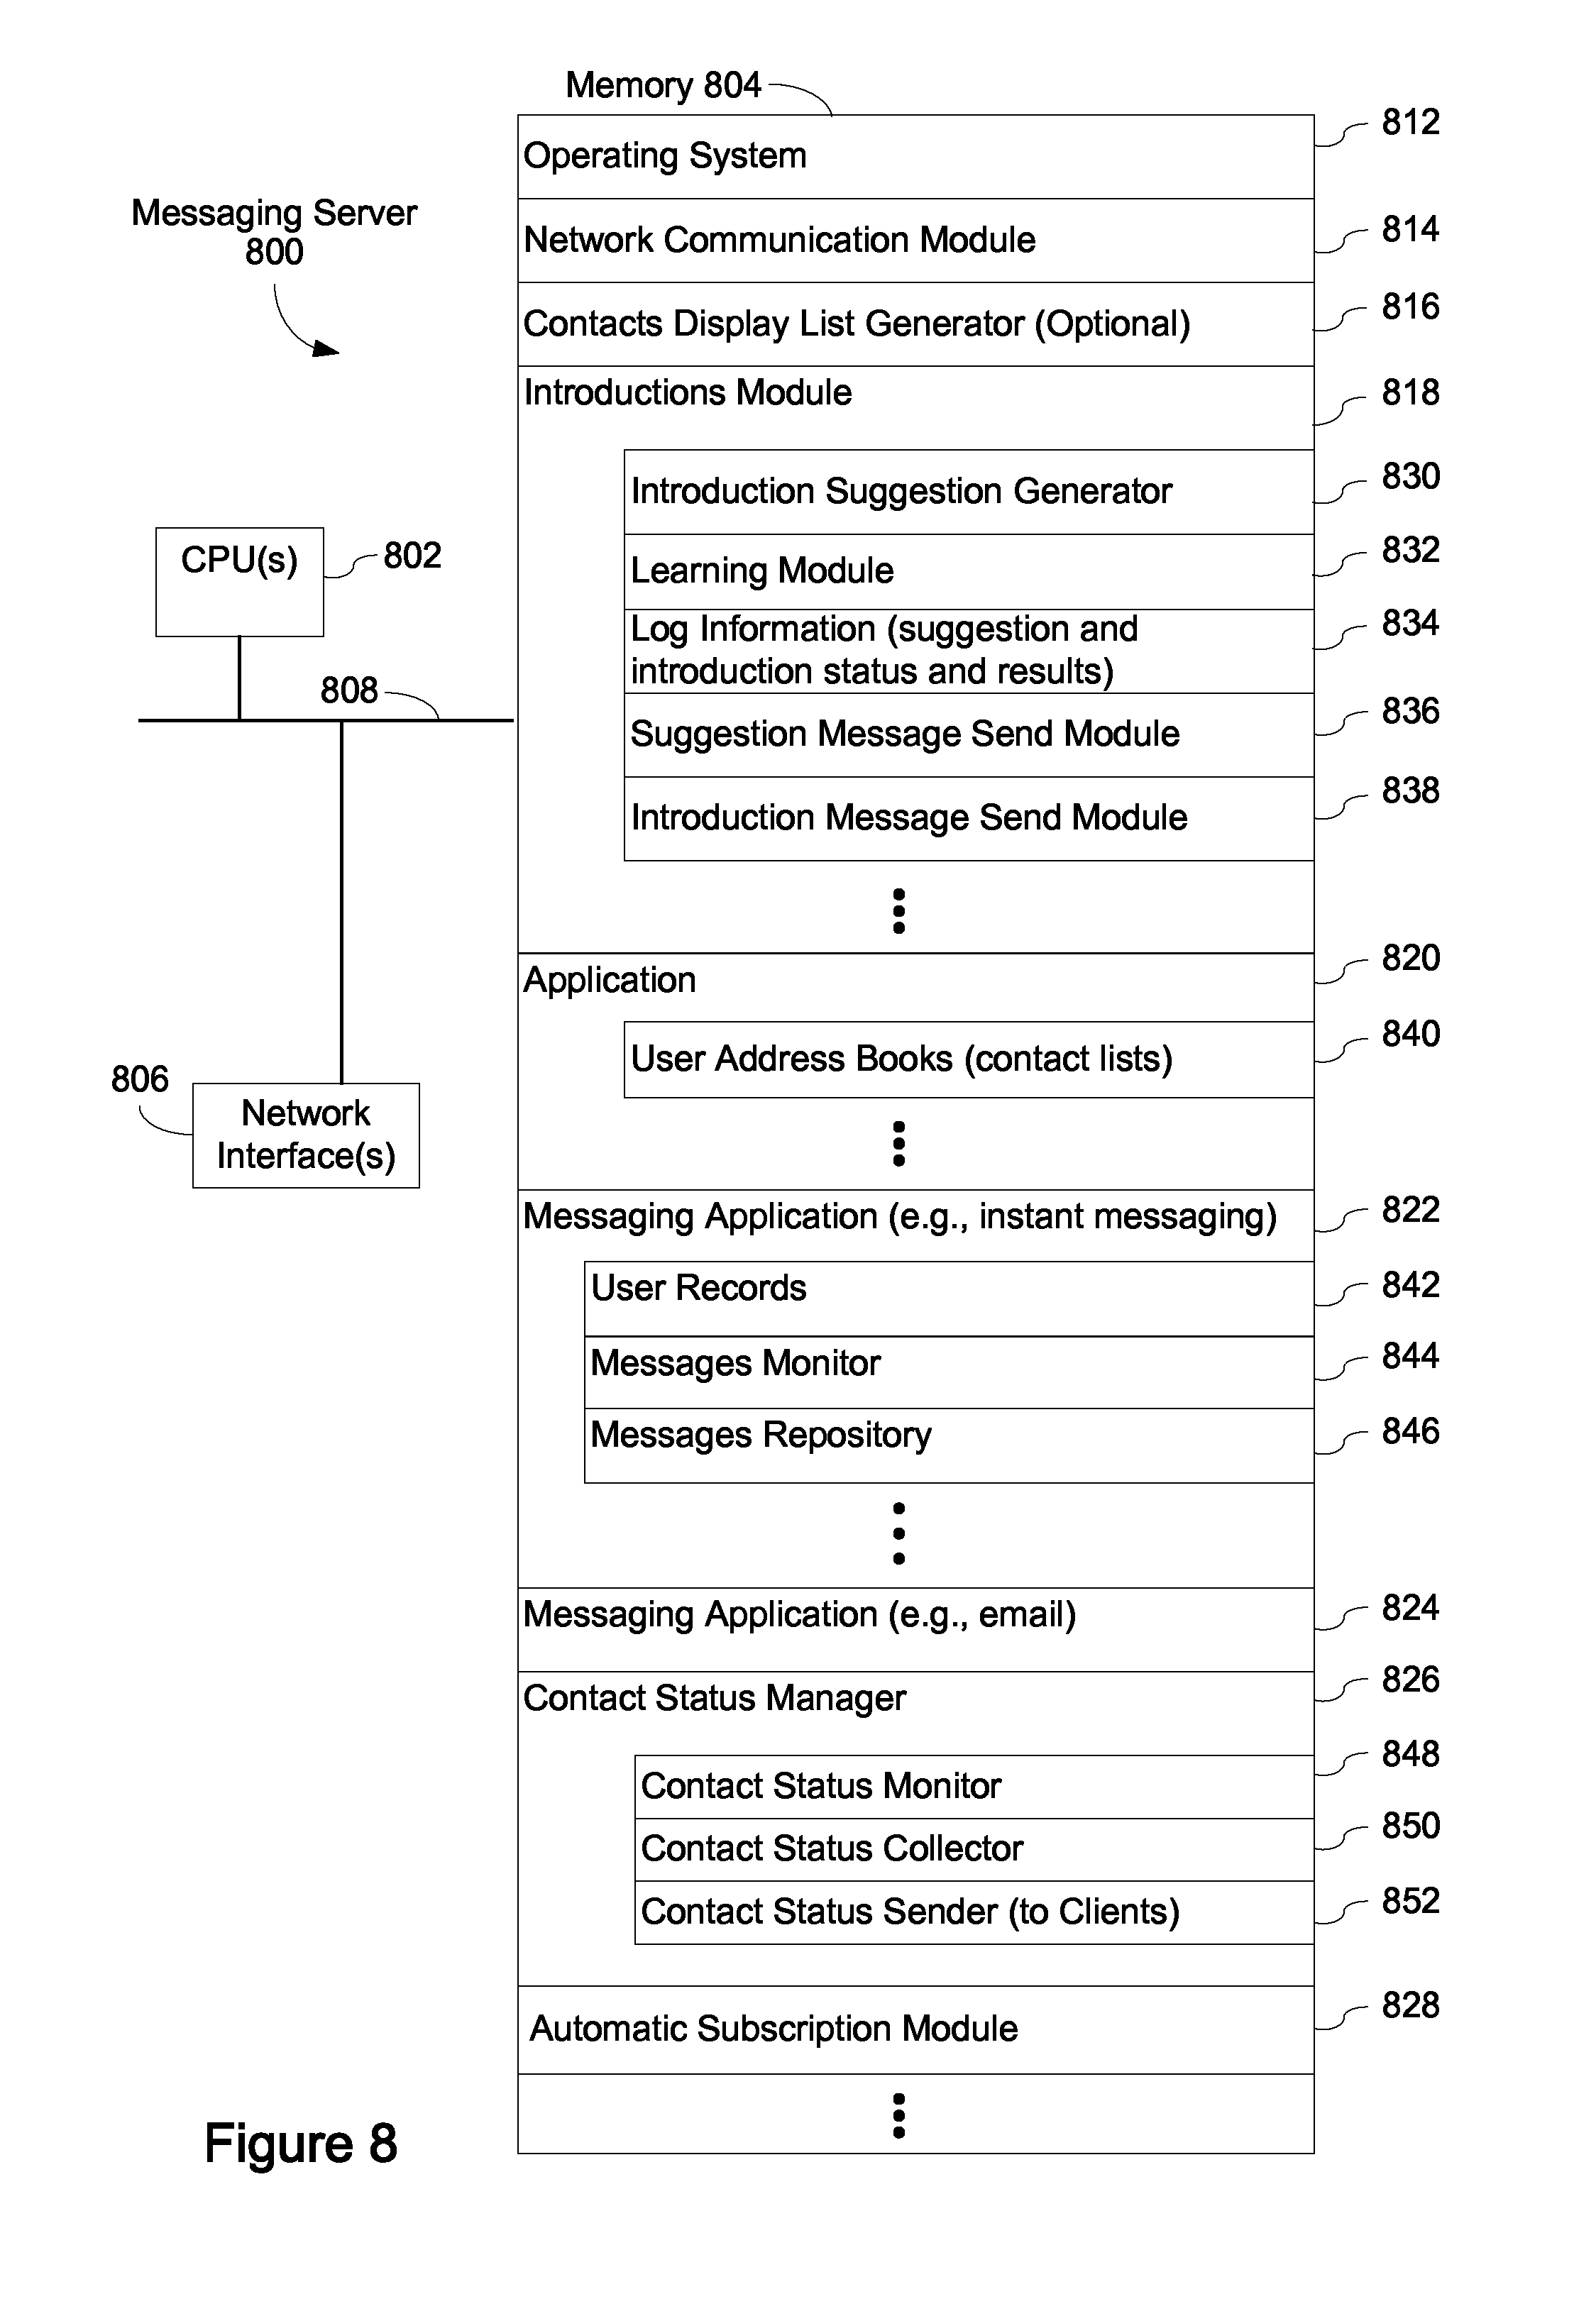 Memory 804
812
Operating System
Messaging Server
800
Network Communication Module
814
Contacts Display List Generator (Optional)
816
Introductions Module
818
Introduction Suggestion Generator
830
CPU(s)
802
Learning Module
832
Log Information (suggestion and
introduction status and results)
834
808
Suggestion Message Send Module
836
Introduction Message Send Module
838
Application
820
User Address Books (contact lists)
840
806
Network
Interface(s)
Messaging Application (e.g., instant messaging)
822
User Records
842
Messages Monitor
844
Messages Repository
846
Messaging Application (e.g., email)
824
Contact Status Manager
826
Contact Status Monitor
848
Contact Status Collector
850
Contact Status Sender (to Clients)
852
Automatic Subscription Module
828
Figure 8